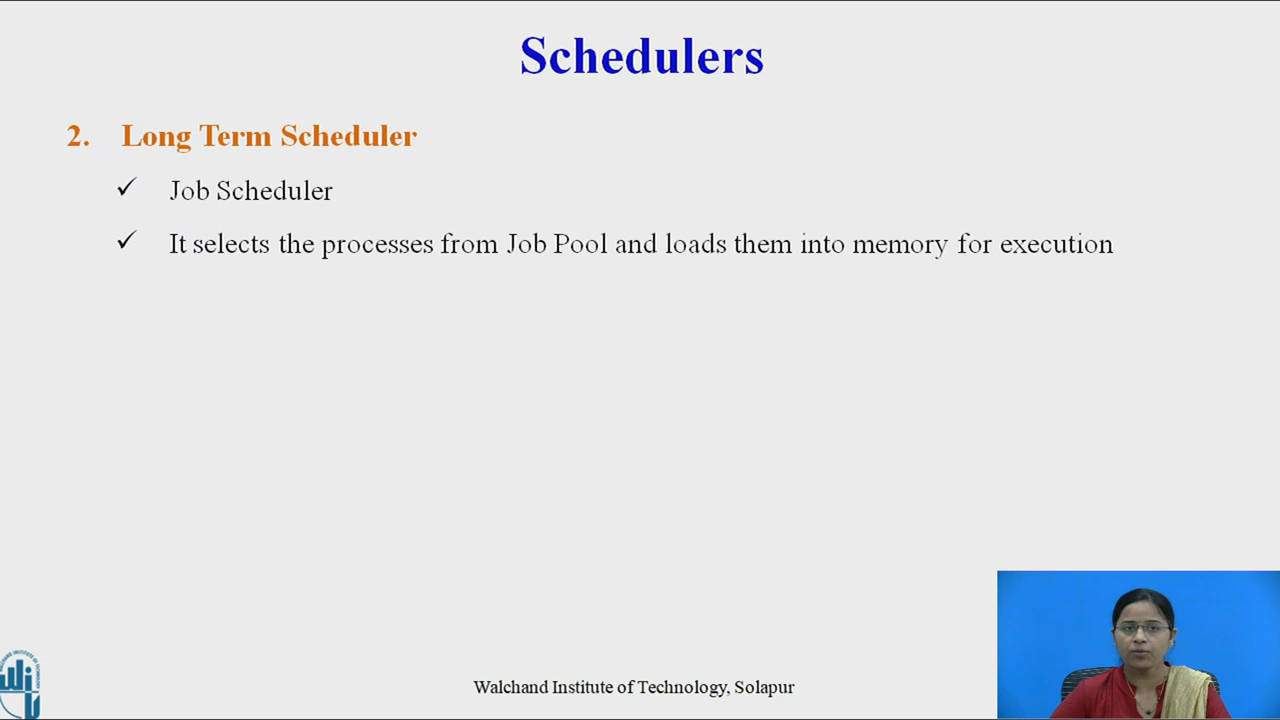 Schedulers
2. Long Term Scheduler
✓ Job Scheduler
✓ It selects the processes from Job Pool and loads them into memory for execution
Walchand Institute of Technology, Solapur